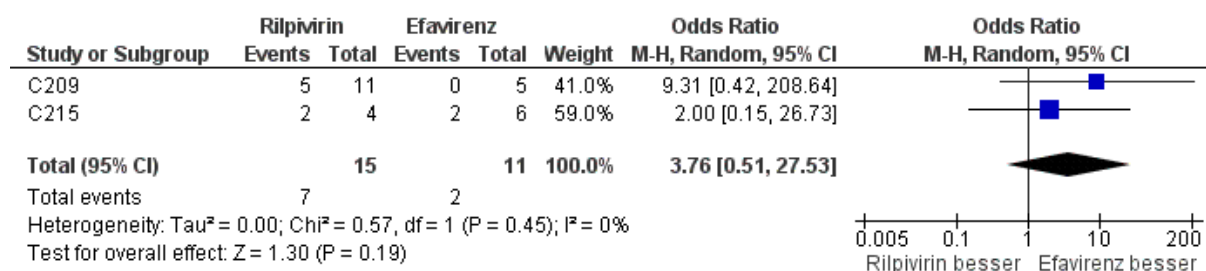 Rilpivirin Efavirenz Odds Ratio Odds Ratio
Study or Subgroup Events Total Events Total Weight M-H, Random, 95% CI M-H, Random, 95% CI
C209 5 11 0 5 41.0% 9.31 [0.42, 208.64]
C215 2 4 2 6 59.0% 2.00 [0.15, 26.73]
Total (95% CI) 15 11 100.0% 3.76 [0.51, 27.53]
Total events 7 2
Heterogeneity: Tau² = 0.00; Chi² = 0.57, df = 1 (P = 0.45); I² = 0%
Test for overall effect: Z = 1.30 (P = 0.19)
0.005 0.1 1 10 200
Rilpivirin besser Efavirenz besser